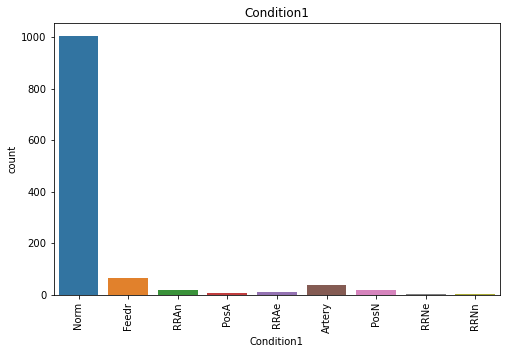 Condition1
count
1000
800
600
400
200
0
Norm
Feedr
RRAn
PosA
RRAe
Artery
PosN
RRNe
RRNn
Condition1